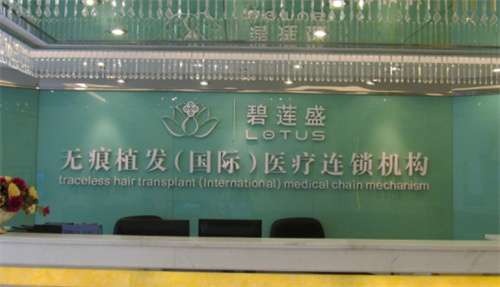 碧莲盛
LOTUS
无痕植发(国际)医疗连锁机构
traceless hair transplant (International) medical chain mechanism